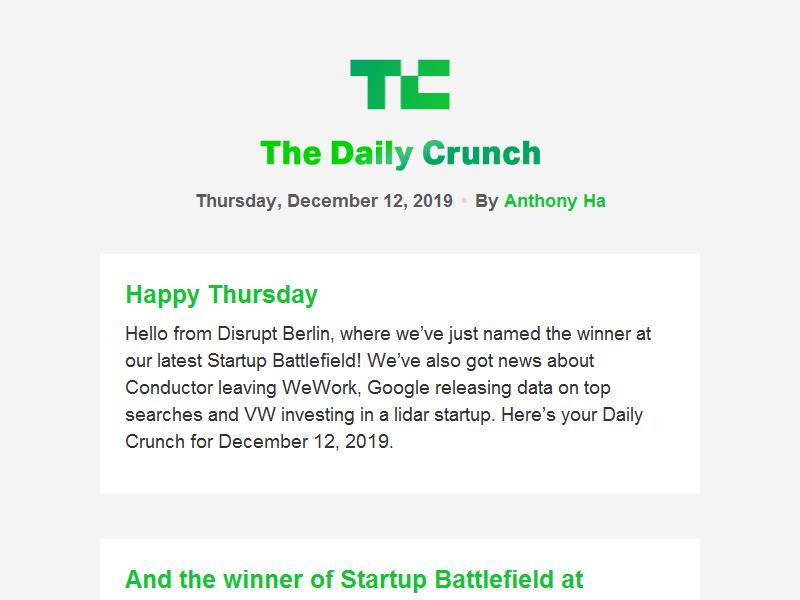 TC
The Daily Crunch
Thursday, December 12, 2019 • By Anthony Ha
Happy Thursday
Hello from Disrupt Berlin, where we’ve just named the winner at
our latest Startup Battlefield! We’ve also got news about
Conductor leaving WeWork, Google releasing data on top
searches and VW investing in a lidar startup. Here’s your Daily
Crunch for December 12, 2019.
And the winner of Startup Battlefield at